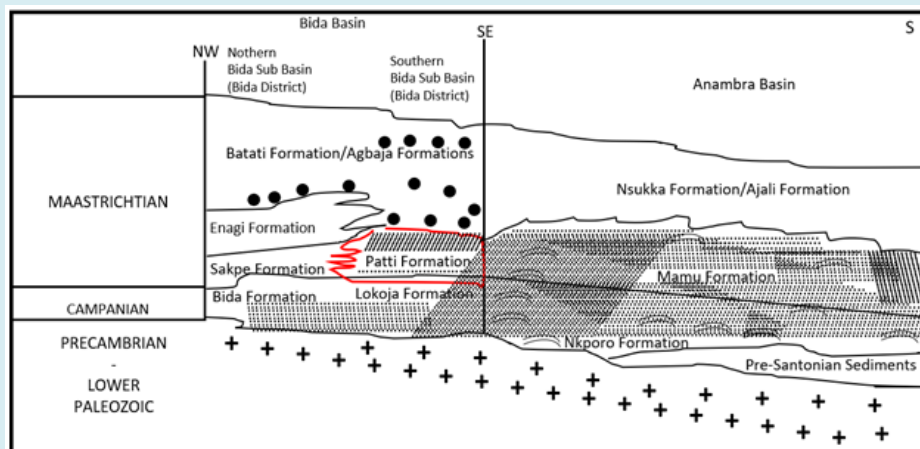 Bida Basin
NW
Nothern
Bida Sub Basin
(Bida District)
Southern
Bida Sub Basin
(Bida District)
SE
S
Anambra Basin
MAASTRICHTIAN
Batati Formation/Agbaja Formations
Nsukka Formation/Ajali Formation
Enagi Formation
Sakpe Formation
Patti Formation
Mamu Formation
CAMPANIAN
Bida Formation
Lokoja Formation
Nkporo Formation
Pre-Santonian Sediments
PRECAMBRIAN
-
LOWER
PALEOZOIC